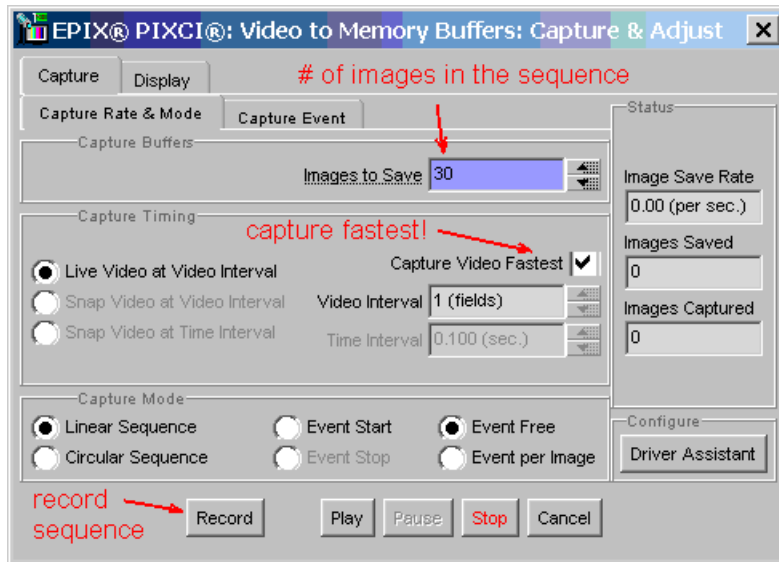 EPIX® PIXCI®: Video to Memory Buffers: Capture & Adjust
Capture Display # of images in the sequence
Capture Rate & Mode Capture Event
Status
Capture Buffers
Images to Save 30
Image Save Rate
0.00 (per sec.)
Capture Timing
capture fastest!
Images Saved
0
Live Video at Video Interval Capture Video Fastest
Snap Video at Video Interval Video Interval 1 (fields)
Images Captured
0
Snap Video at Time Interval Time Interval 0.100 (sec.)
Capture Mode
Linear Sequence Event Start Event Free
Circular Sequence Event Stop Event per Image
Configure
Driver Assistant
record
sequence
Record Play Pause Stop Cancel